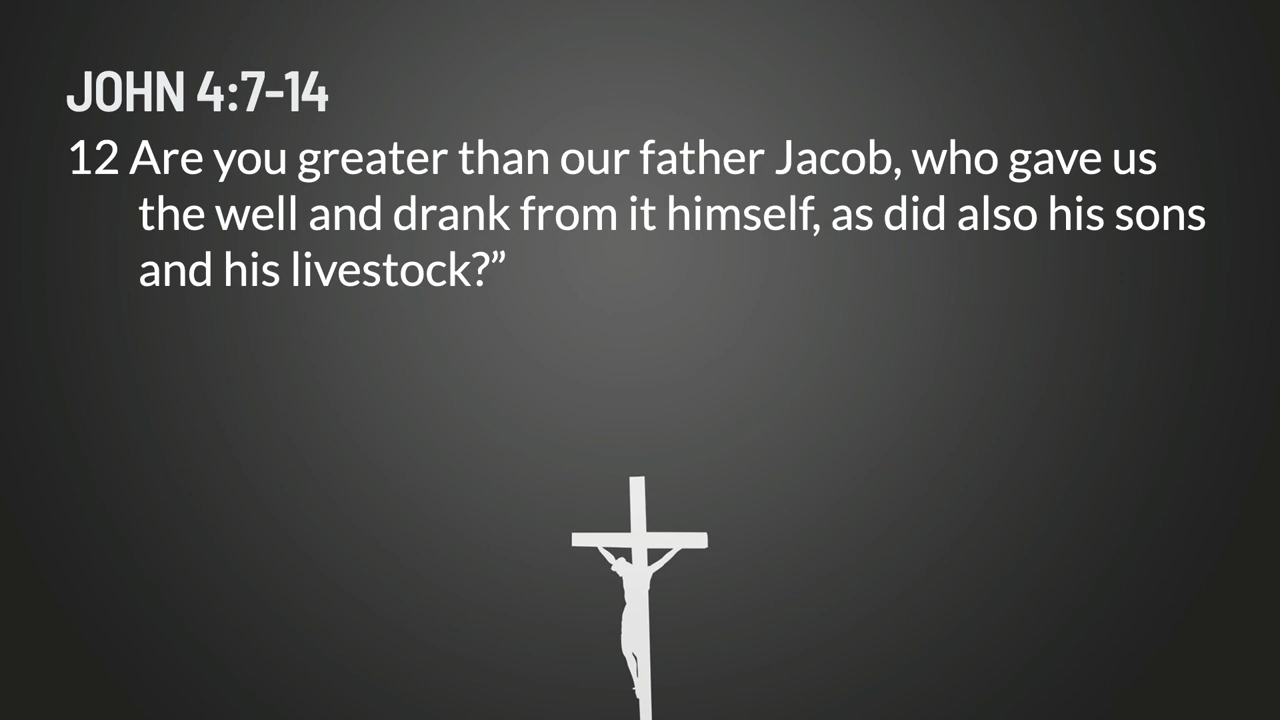 JOHN 4:7-14
12 Are you greater than our father Jacob, who gave us
the well and drank from it himself, as did also his sons
and his livestock?”